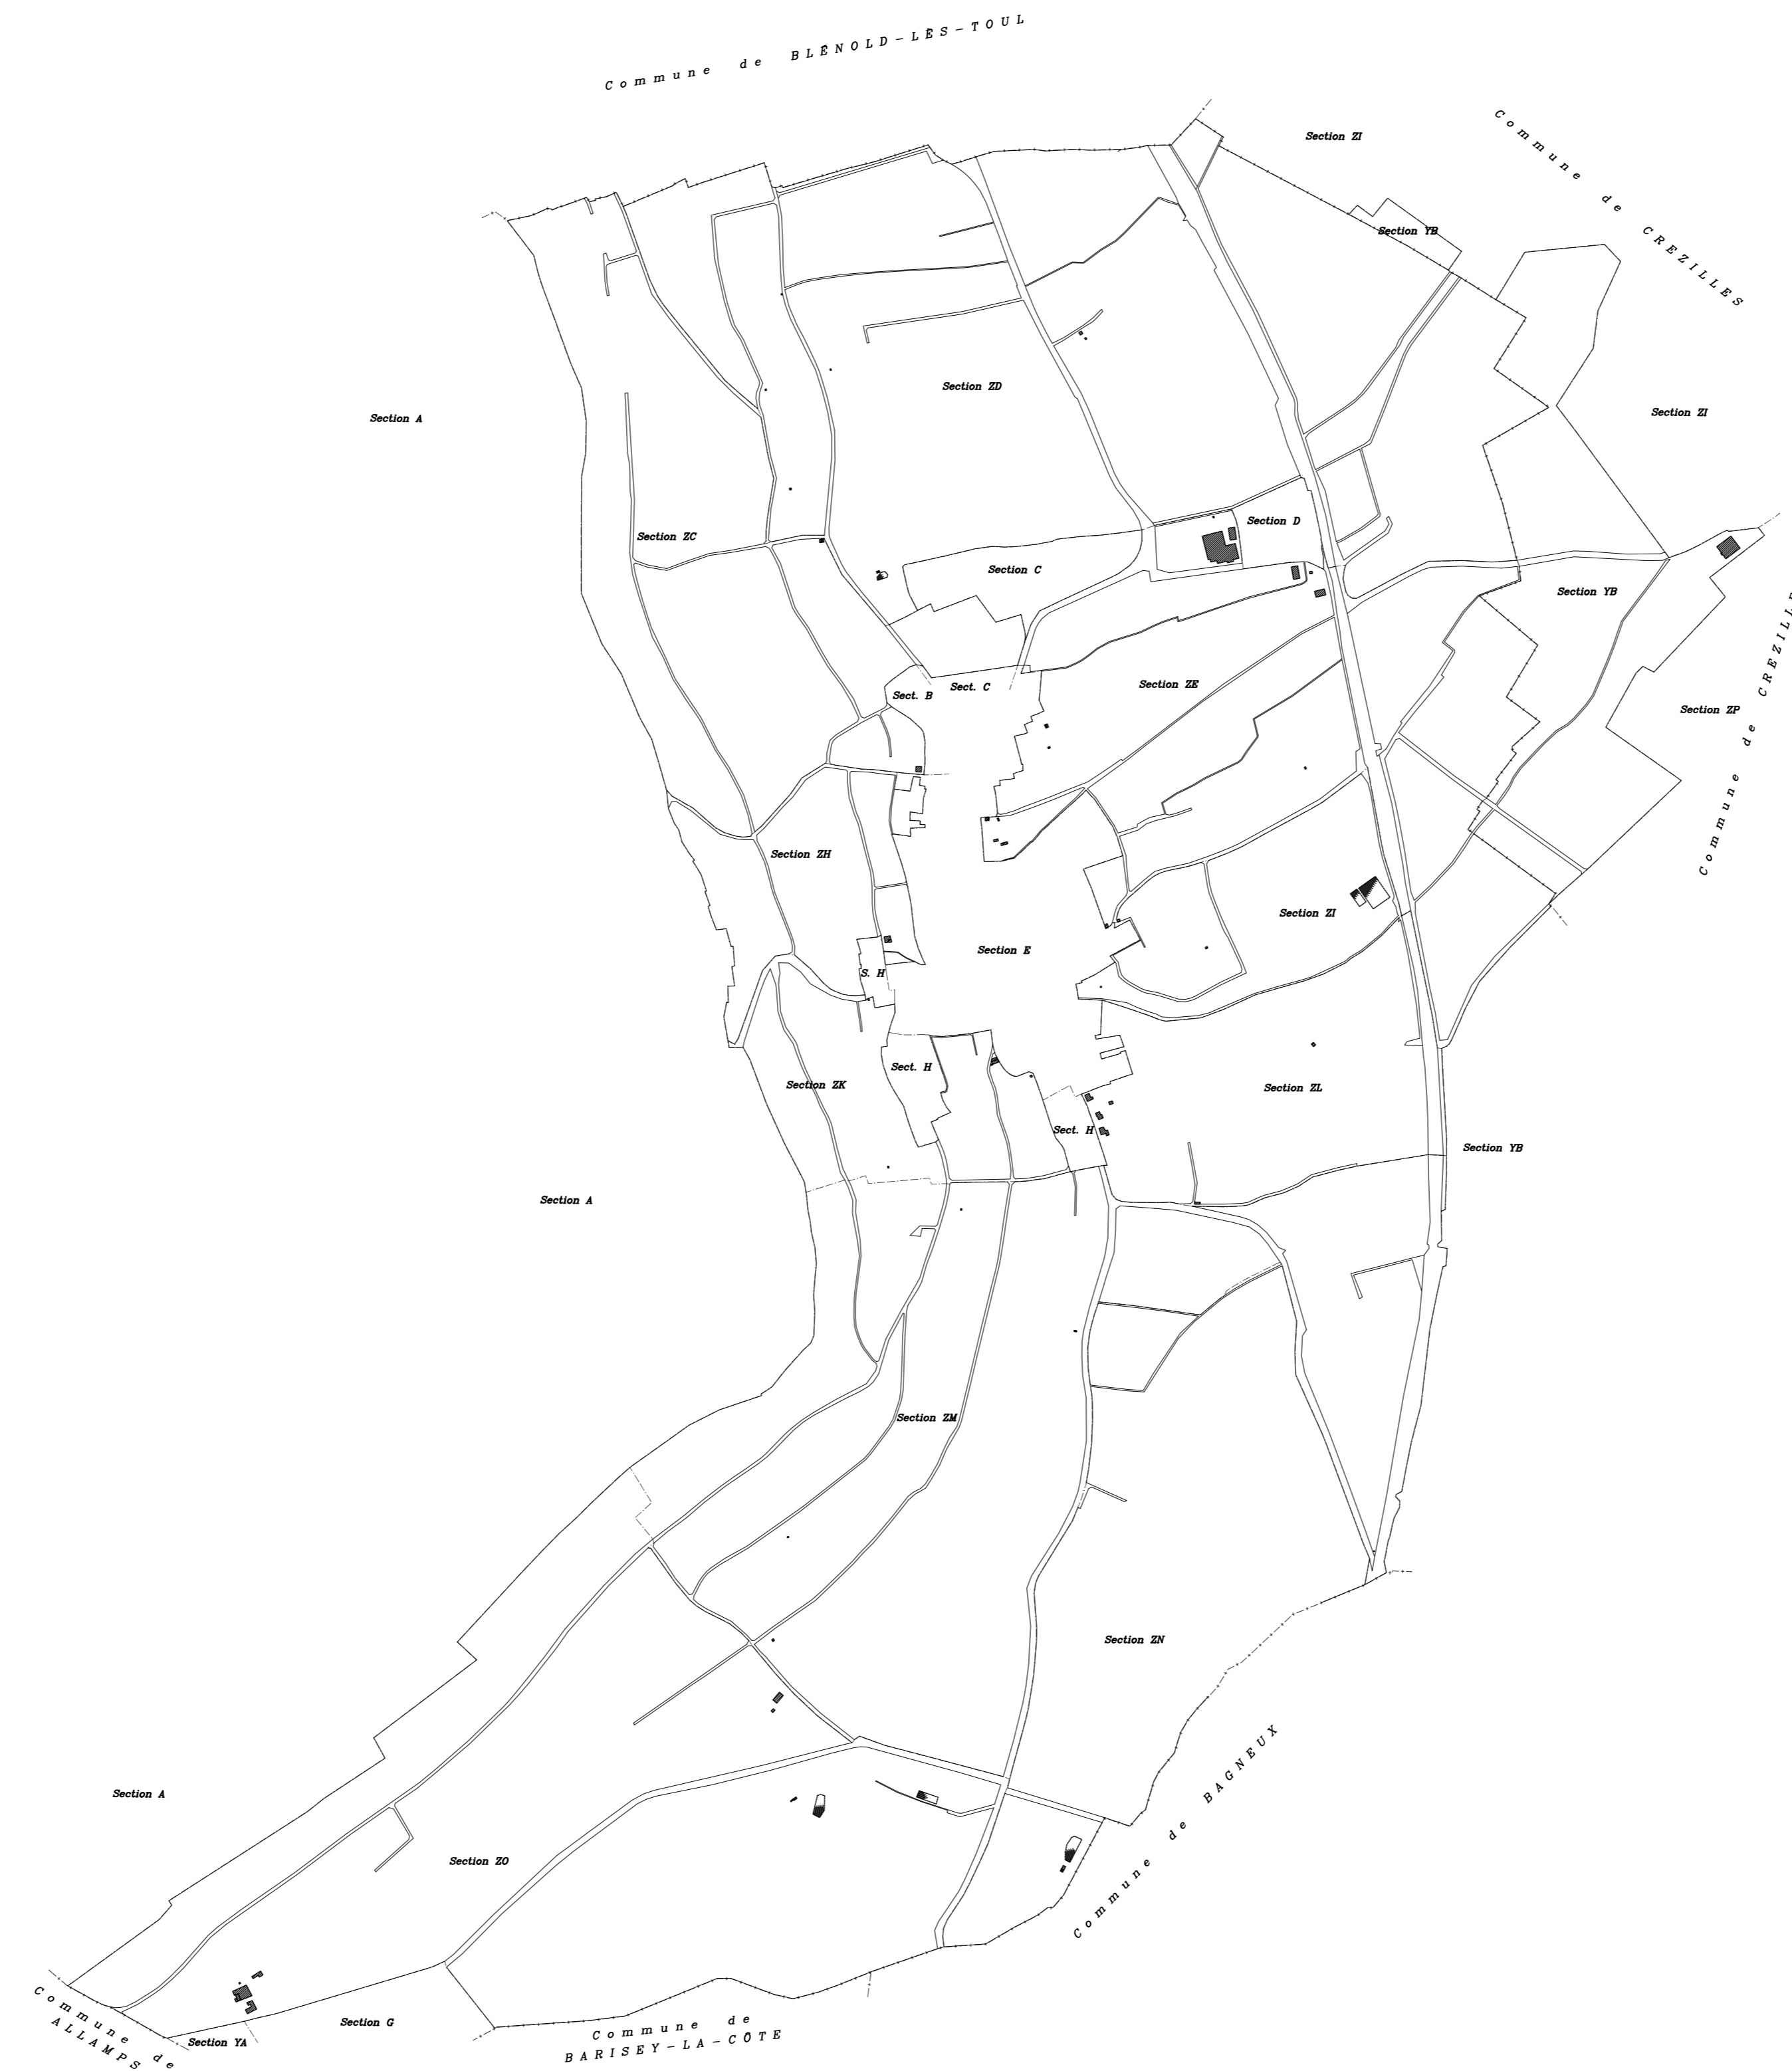 Commune de BLÉNOLD-LÈS-TOUL
Section ZI
Commune de CREZILLES
Section YB
Section ZD
Section ZI
Section A
Section D
Section ZC
Section C
Section YB
Section ZE
Sect. C
Sect. B
Section ZP
Commune de CREZILLE
Section ZH
Section ZI
Section E
S. H
Sect. H
Section ZK
Section ZL
Sect. H
Section YB
Section A
Section ZM
Section ZN
Commune de BAGNEUX
Section A
Section ZO
Commune de
ALLAMPS
Section G
Section YA
Commune de
BARISEY-LA-CÔTE